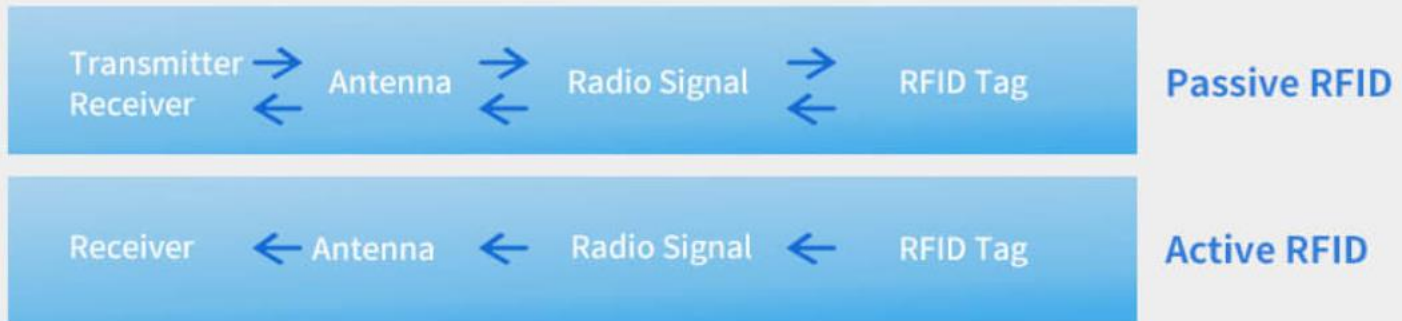 Transmitter
Receiver
Antenna
Radio Signal
RFID Tag
Passive RFID
Receiver
Antenna
Radio Signal
RFID Tag
Active RFID